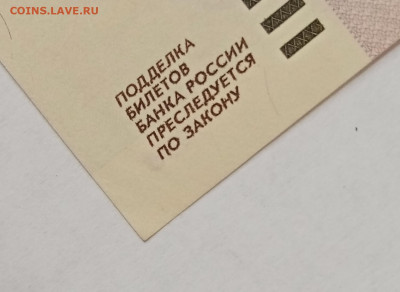 COINS.LAVE.RU
ПОДДЕЛКА
БИЛЕТОВ
БАНКА РОССИИ
ПРЕСЛЕДУЕТСЯ
ПО ЗАКОНУ